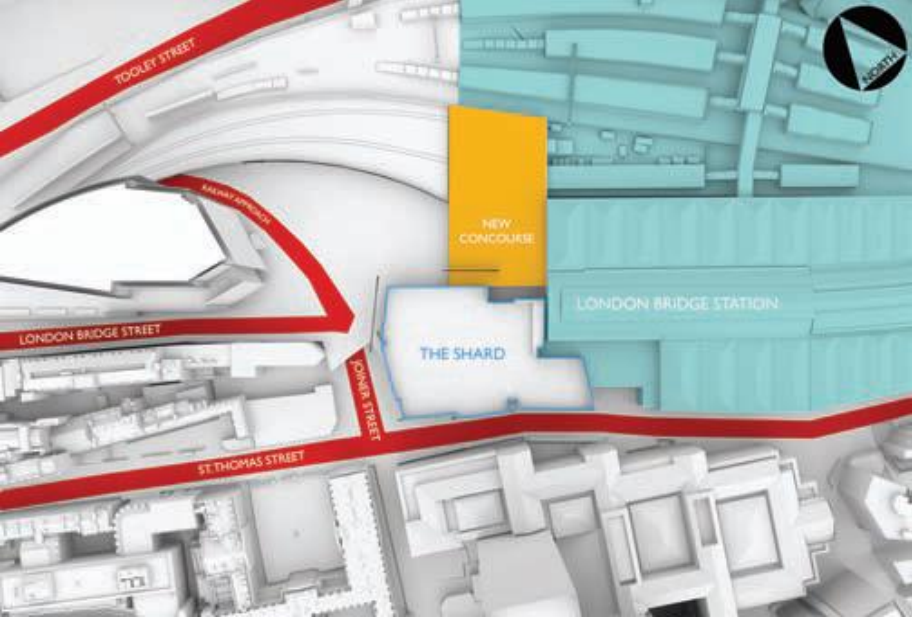 TOOLEY STREET
NORTH
RAILWAY APPROACH
NEW
CONCOURSE
LONDON BRIDGE STATION
LONDON BRIDGE STREET
THE SHARD
JOINER STREET
ST. THOMAS STREET